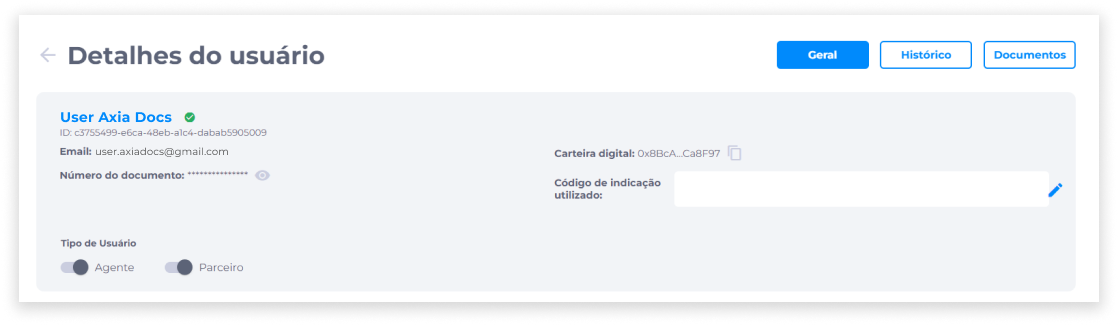 Detalhes do usuário
Geral
Histórico
Documentos
User Axia Docs
ID: c3755499-e6ca-48eb-a1c4-dabab5905009
Email: user.axiadocs@gmail.com
Número do documento: ***************
Carteira digital: 0x8BcA...Ca8F97
Código de indicação
utilizado:
Tipo de Usuário
Agente
Parceiro